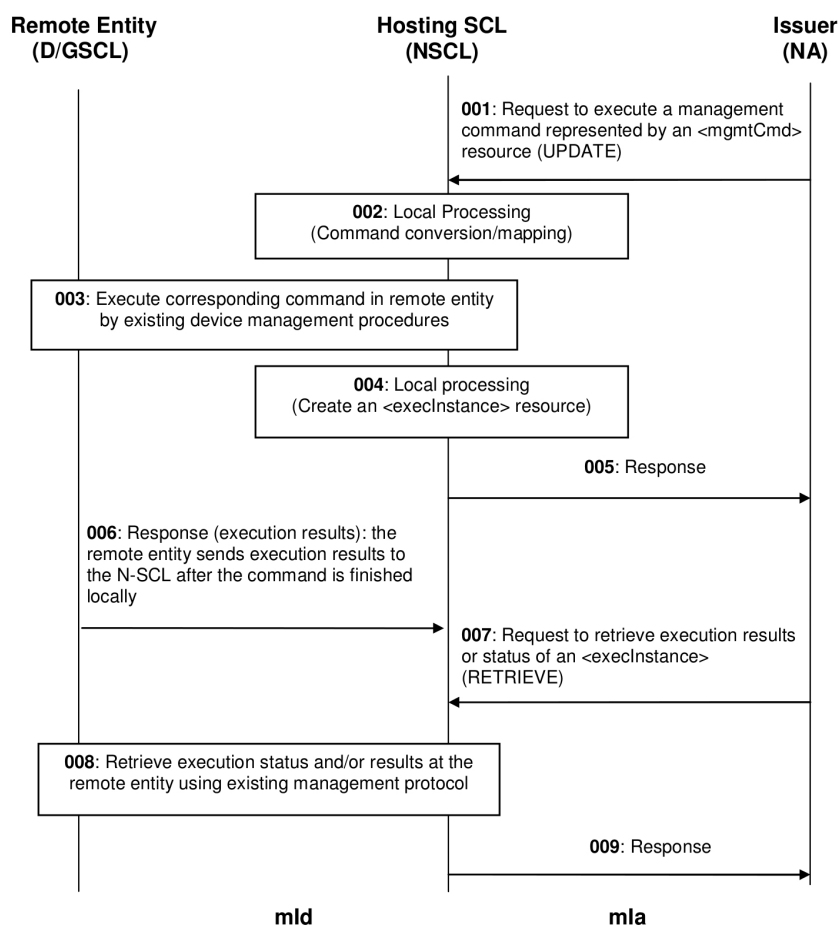 Remote Entity
(D/GSCL)
Hosting SCL
(NSCL)
Issuer
(NA)
001: Request to execute a management
command represented by an <mgmtCmd>
resource (UPDATE)
002: Local Processing
(Command conversion/mapping)
003: Execute corresponding command in remote entity
by existing device management procedures
004: Local processing
(Create an <execInstance> resource)
005: Response
006: Response (execution results): the
remote entity sends execution results to
the N-SCL after the command is finished
locally
007: Request to retrieve execution results
or status of an <execInstance>
(RETRIEVE)
008: Retrieve execution status and/or results at the
remote entity using existing management protocol
009: Response
mId
mIa